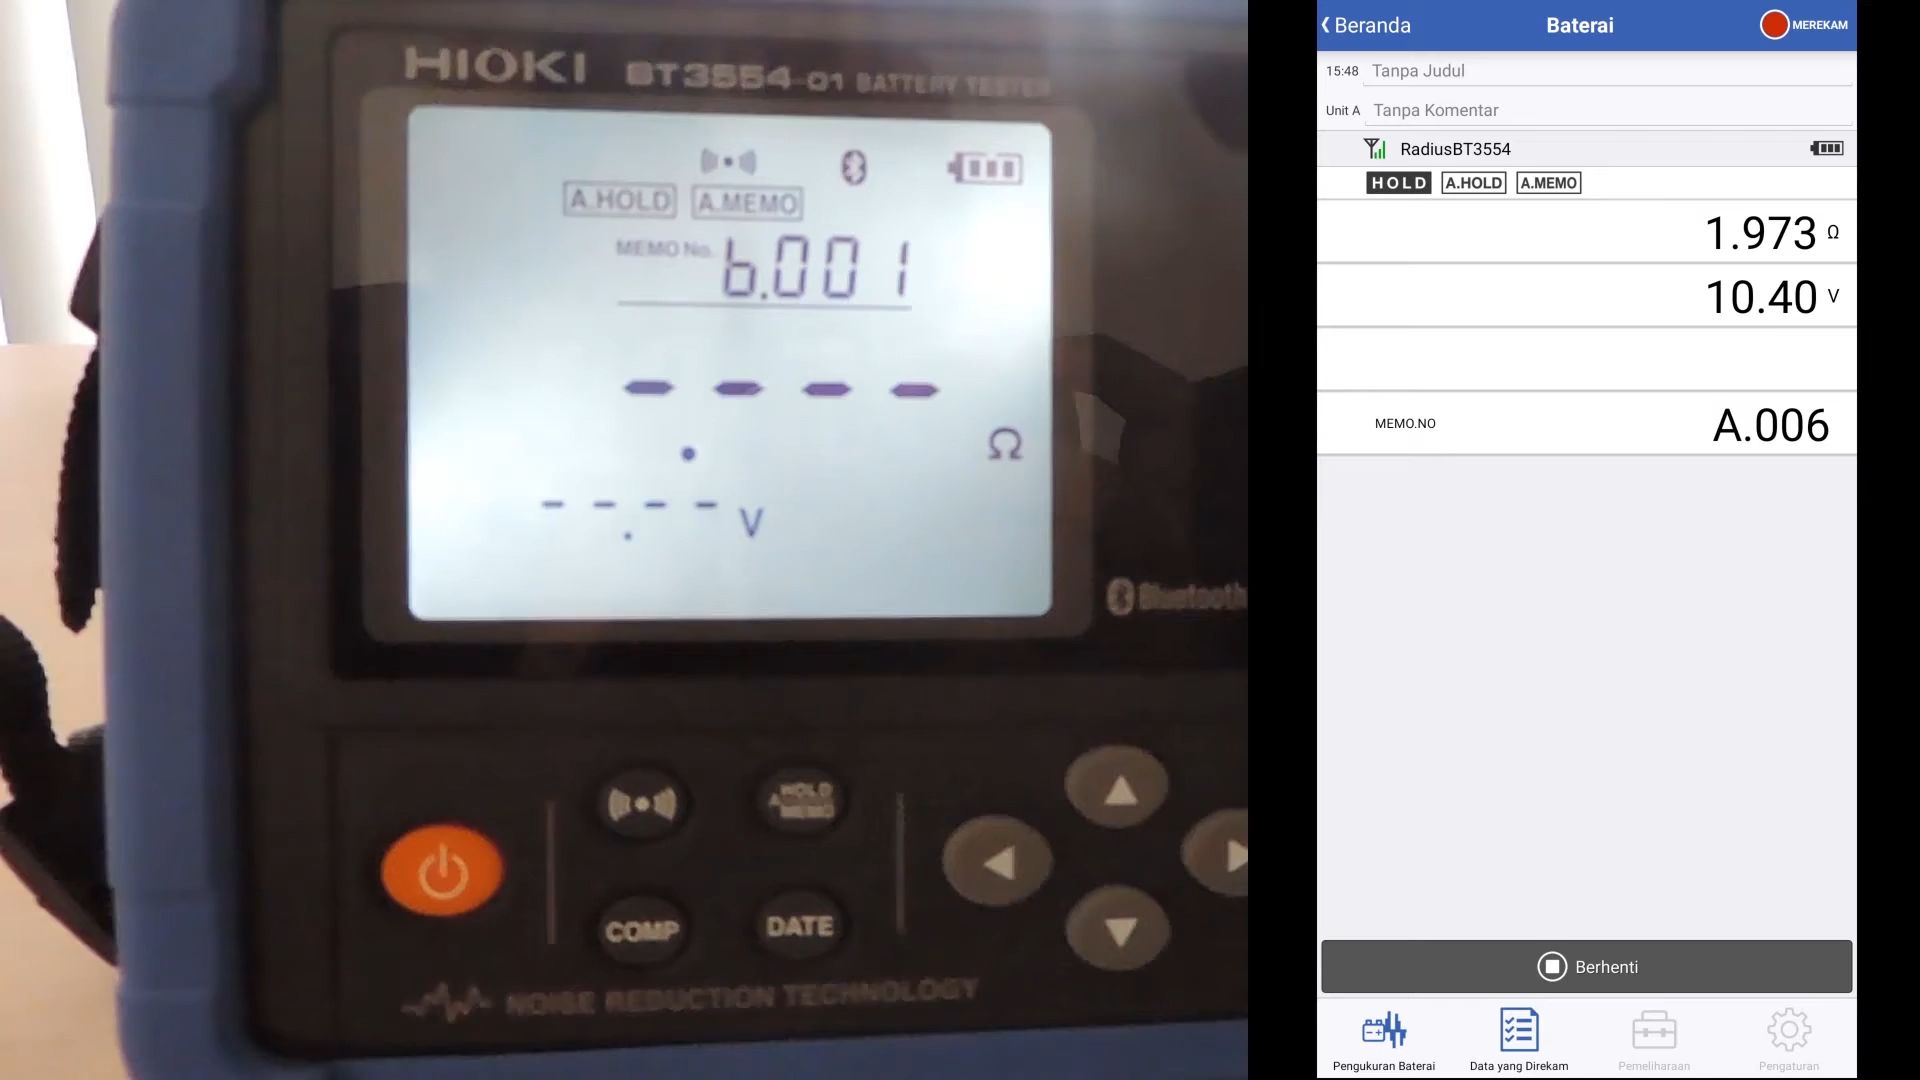 HIOKI BT3554-01 BATTERY TESTER
A.HOLD A.MEMO
MEMO No. b.001
- - - -
Ω
- - - - V
Bluetooth
HOLD
A MEMO
COMP DATE
NOISE REDUCTION TECHNOLOGY
Beranda Baterai MEREKAM
15:48 Tanpa Judul
Unit A Tanpa Komentar
RadiusBT3554
HOLD A.HOLD A.MEMO
1.973 Ω
10.40 V
MEMO.NO A.006
Berhenti
Pengukuran Baterai Data yang Direkam Pemeliharaan Pengaturan